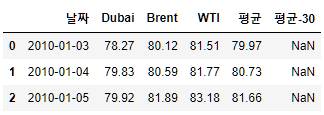 날짜 Dubai Brent WTI 평균 평균-30
0 2010-01-03 78.27 80.12 81.51 79.97 NaN
1 2010-01-04 79.83 80.59 81.77 80.73 NaN
2 2010-01-05 79.92 81.89 83.18 81.66 NaN